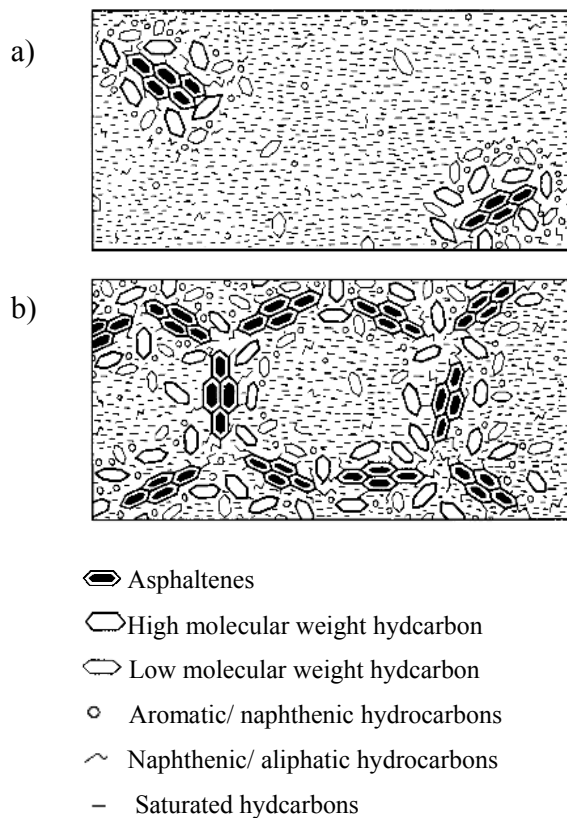 a)
b)
Asphaltenes
High molecular weight hydcarbon
Low molecular weight hydcarbon
Aromatic/ naphthenic hydrocarbons
Naphthenic/ aliphatic hydrocarbons
Saturated hydcarbons